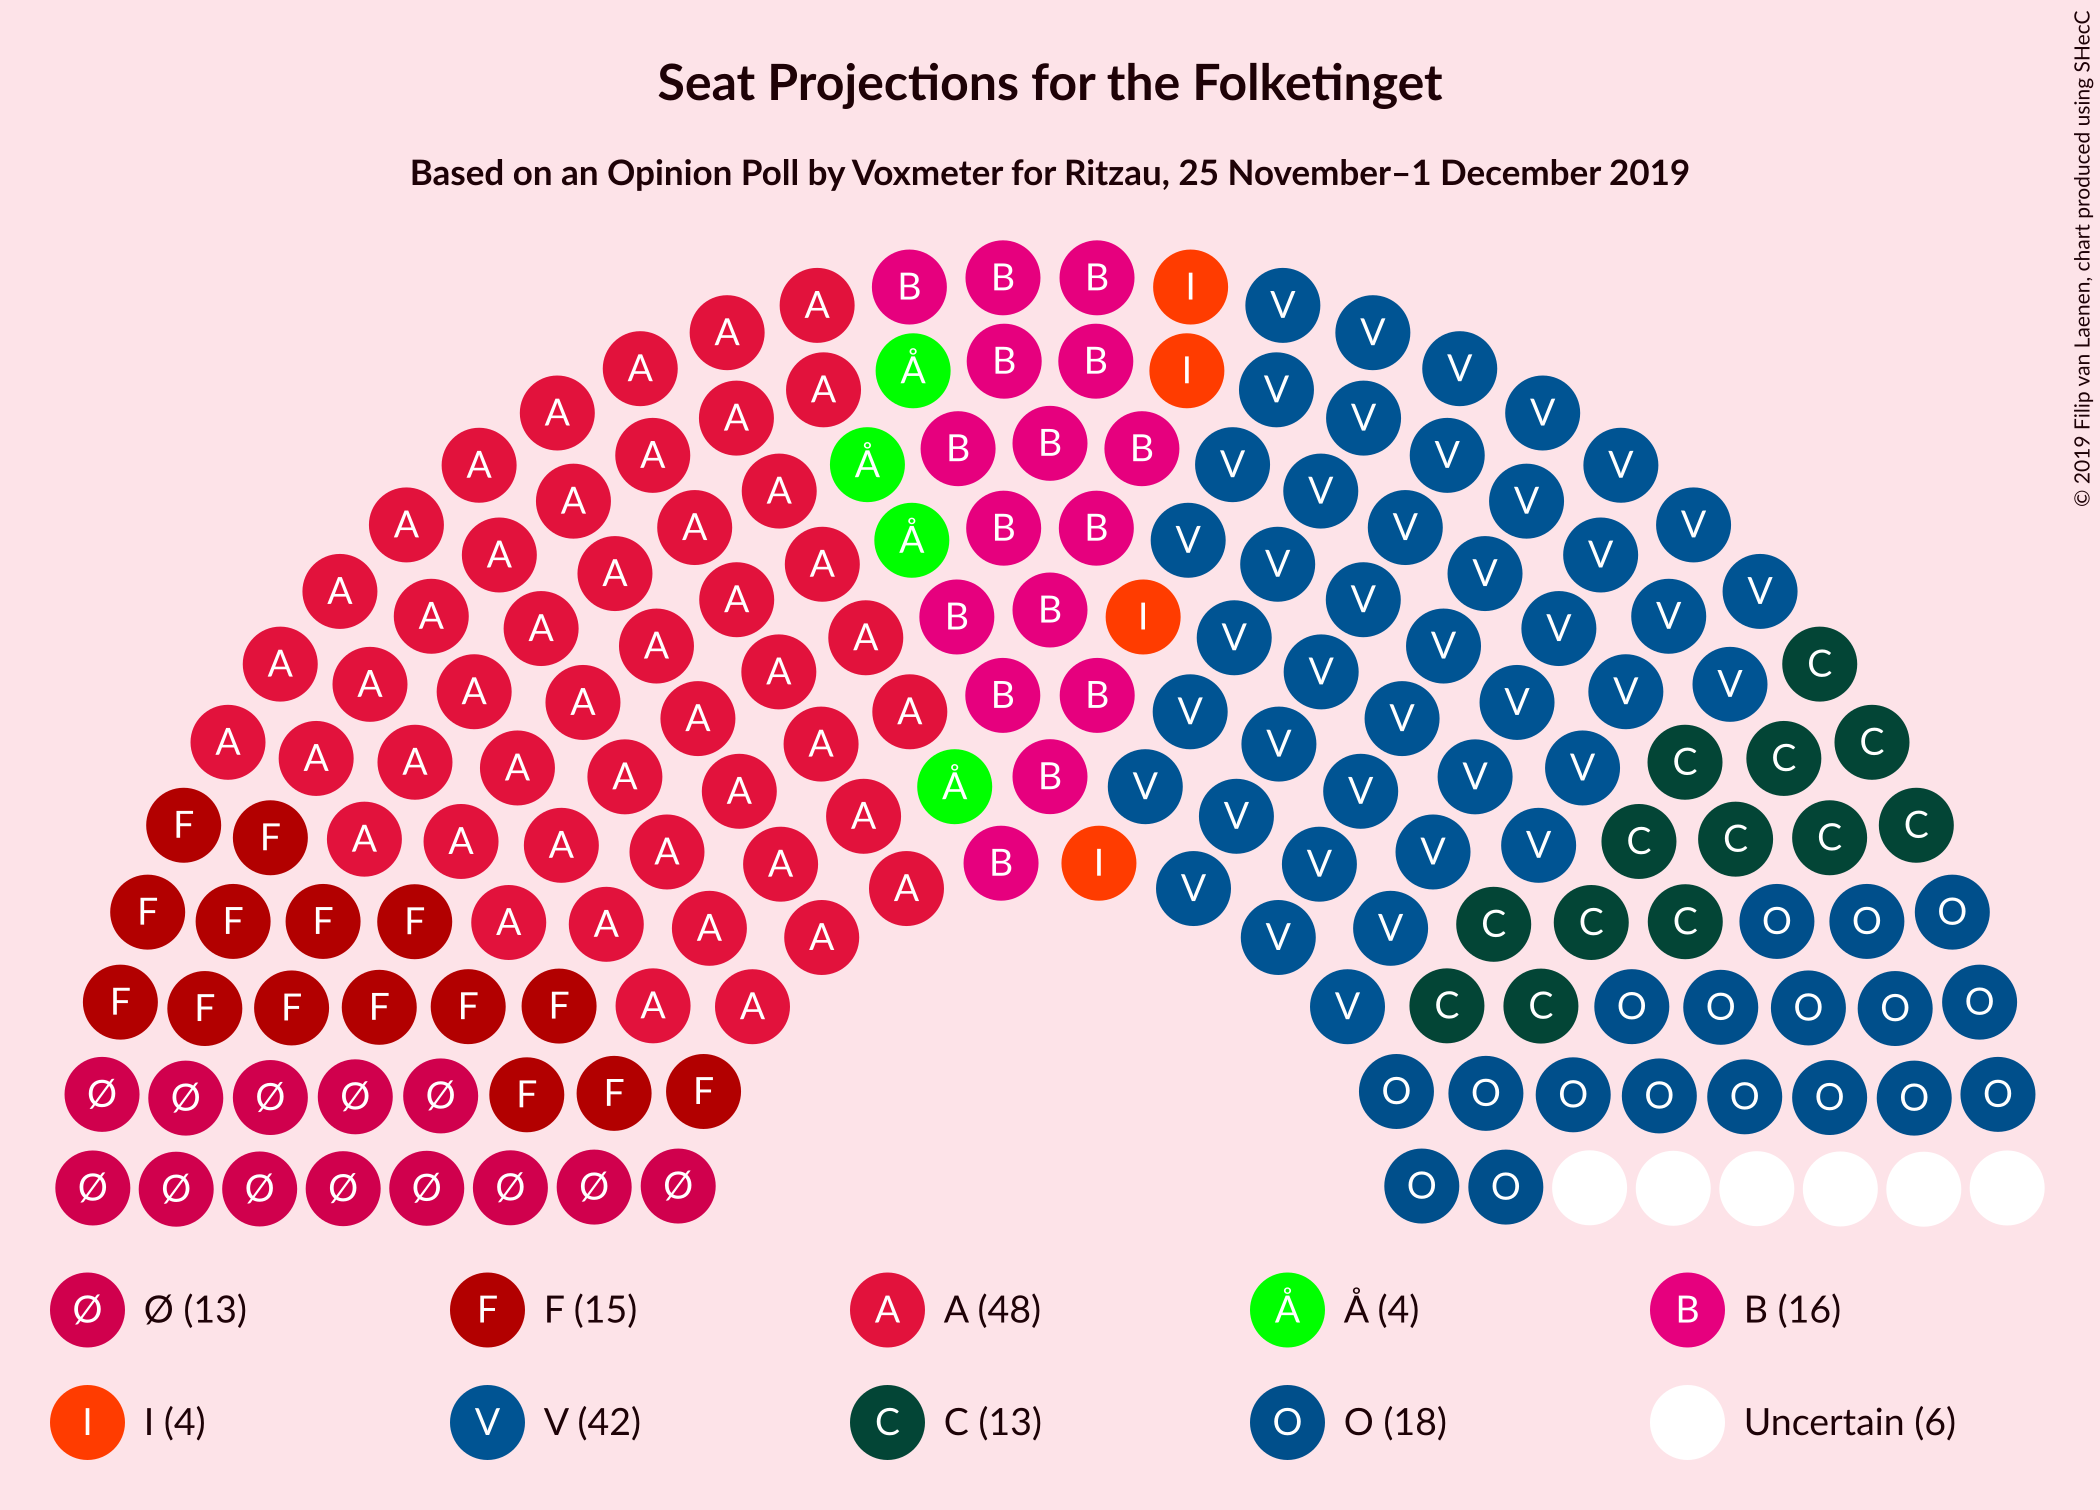 Seat Projections for the Folketinget
Based on an Opinion Poll by Voxmeter for Ritzau, 25 November–1 December 2019
© 2019 Filip van Laenen, chart produced using SHecC
B B B I
A V
A V
A Å B B I V
A V
A A V V
A B B B V
A Å V V
A A V V
A A B B V V
A Å V V
A A V V
A A V V
A B B I V
A A V V
A V
A A V C
A A B B V V
A A V V
A V
A A V C
A A A V C C
A Å B V V
A V
A V
F F A A A A V V C C C C
A B I V
A V
F F F F A A A A V V C C C O O O
F F F F F F A A V C C O O O O O
Ø Ø Ø Ø Ø F F F O O O O O O O O
Ø Ø Ø Ø Ø Ø Ø Ø O O
Ø Ø (13) F F (15) A A (48) Å Å (4) B B (16)
I I (4) V V (42) C C (13) O O (18) Uncertain (6)